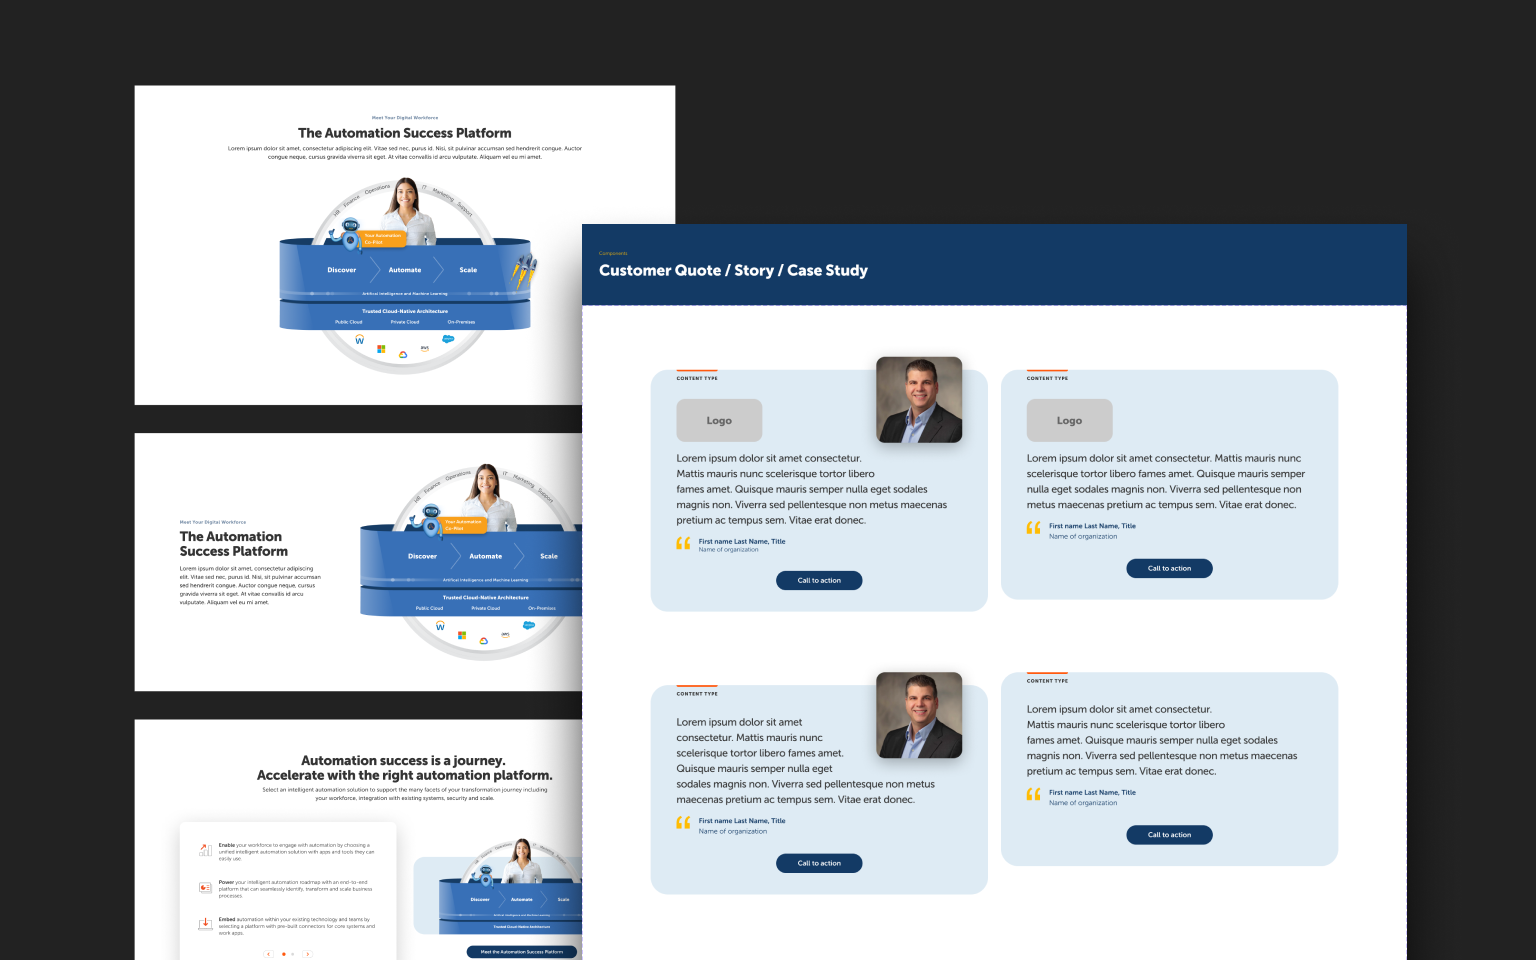 Meet Your Digital Workforce
The Automation Success Platform
Lorem ipsum dolor sit amet, consectetur adipiscing elit. Vitae sed nec, purus id. Nisi, sit pulvinar accumsan sed hendrerit congue. Auctor
congue neque, cursus gravida viverra sit eget. At vitae convallis id arcu vulputate. Aliquam vel eu mi amet.
HR Finance Operations IT Marketing Support
Your Automation
Co-Pilot
Discover Automate Scale
Artificial Intelligence and Machine Learning
Trusted Cloud-Native Architecture
Public Cloud Private Cloud On-Premises
aws
Meet Your Digital Workforce
The Automation
Success Platform
Lorem ipsum dolor sit amet, consectetur adipiscing
elit. Vitae sed nec, purus id. Nisi, sit pulvinar accumsan
sed hendrerit congue. Auctor congue neque, cursus
gravida viverra sit eget. At vitae convallis id arcu
vulputate. Aliquam vel eu mi amet.
HR Finance Operations IT Marketing Support
Your Automation
Co-Pilot
Discover Automate Scale
Artificial Intelligence and Machine Learning
Trusted Cloud-Native Architecture
Public Cloud Private Cloud On-Premises
aws
Automation success is a journey.
Accelerate with the right automation platform.
Select an intelligent automation solution to support the many facets of your transformation journey including
your workforce, integration with existing systems, security and scale.
Enable your workforce to engage with automation by choosing a
unified intelligent automation solution with apps and tools they can
easily use.
Power your intelligent automation roadmap with an end-to-end
platform that can seamlessly identify, transform and scale business
processes.
Embed automation within your existing technology and teams by
selecting a platform with pre-built connectors for core systems and
work apps.
Discover Automate Scale
Artificial Intelligence and Machine Learning
Trusted Cloud-Native Architecture
Meet the Automation Success Platform
Components
Customer Quote / Story / Case Study
CONTENT TYPE
Logo
Lorem ipsum dolor sit amet consectetur.
Mattis mauris nunc scelerisque tortor libero
fames amet. Quisque mauris semper nulla eget sodales
magnis non. Viverra sed pellentesque non metus maecenas
pretium ac tempus sem. Vitae erat donec.
First name Last Name, Title
Name of organization
Call to action
CONTENT TYPE
Logo
Lorem ipsum dolor sit amet consectetur. Mattis mauris nunc
scelerisque tortor libero fames amet. Quisque mauris semper
nulla eget sodales magnis non. Viverra sed pellentesque non
metus maecenas pretium ac tempus sem. Vitae erat donec.
First name Last Name, Title
Name of organization
Call to action
CONTENT TYPE
Lorem ipsum dolor sit amet
consectetur. Mattis mauris nunc
scelerisque tortor libero fames amet.
Quisque mauris semper nulla eget
sodales magnis non. Viverra sed pellentesque non metus
maecenas pretium ac tempus sem. Vitae erat donec.
First name Last Name, Title
Name of organization
Call to action
CONTENT TYPE
Lorem ipsum dolor sit amet consectetur.
Mattis mauris nunc scelerisque tortor libero
fames amet. Quisque mauris semper nulla eget sodales
magnis non. Viverra sed pellentesque non metus maecenas
pretium ac tempus sem. Vitae erat donec.
First name Last Name, Title
Name of organization
Call to action